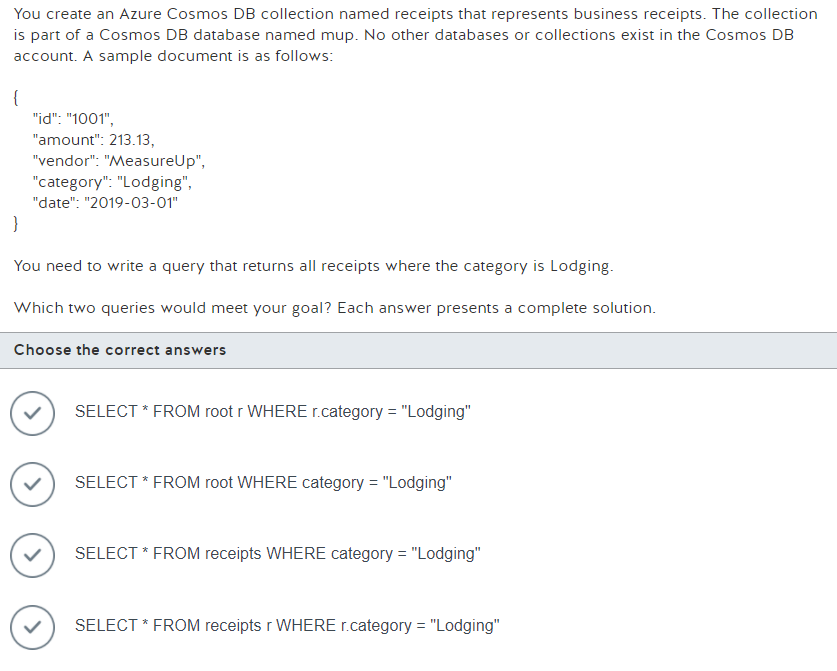 You create an Azure Cosmos DB collection named receipts that represents business receipts. The collection
is part of a Cosmos DB database named mup. No other databases or collections exist in the Cosmos DB
account. A sample document is as follows:
{
"id": "1001",
"amount": 213.13,
"vendor": "MeasureUp",
"category": "Lodging",
"date": "2019-03-01"
}
You need to write a query that returns all receipts where the category is Lodging.
Which two queries would meet your goal? Each answer presents a complete solution.
Choose the correct answers
SELECT * FROM root r WHERE r.category = "Lodging"
SELECT * FROM root WHERE category = "Lodging"
SELECT * FROM receipts WHERE category = "Lodging"
SELECT * FROM receipts r WHERE r.category = "Lodging"